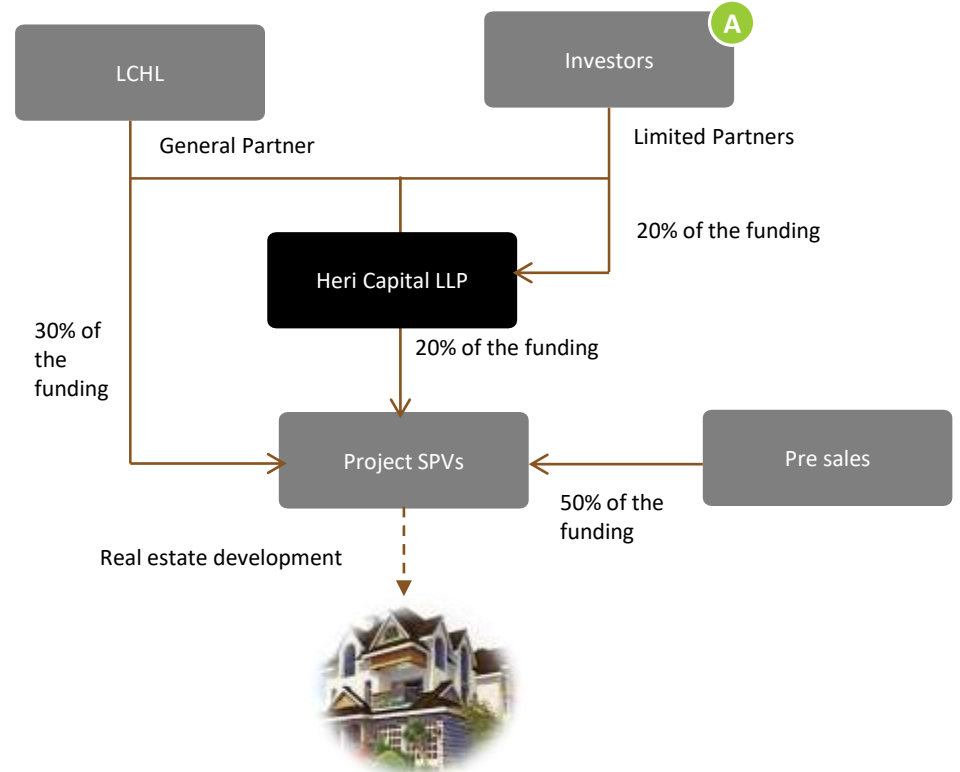 A
LCHL
Investors
General Partner
Limited Partners
20% of the funding
Heri Capital LLP
30% of
the
funding
20% of the funding
Project SPVs
Pre sales
50% of the
funding
Real estate development